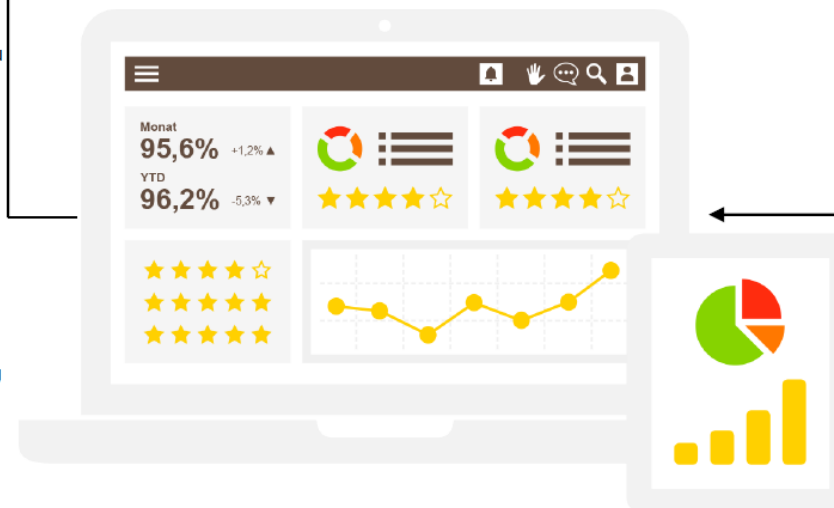 Monat
95,6% +1,2% ▲
YTD
96,2% -5,3% ▼